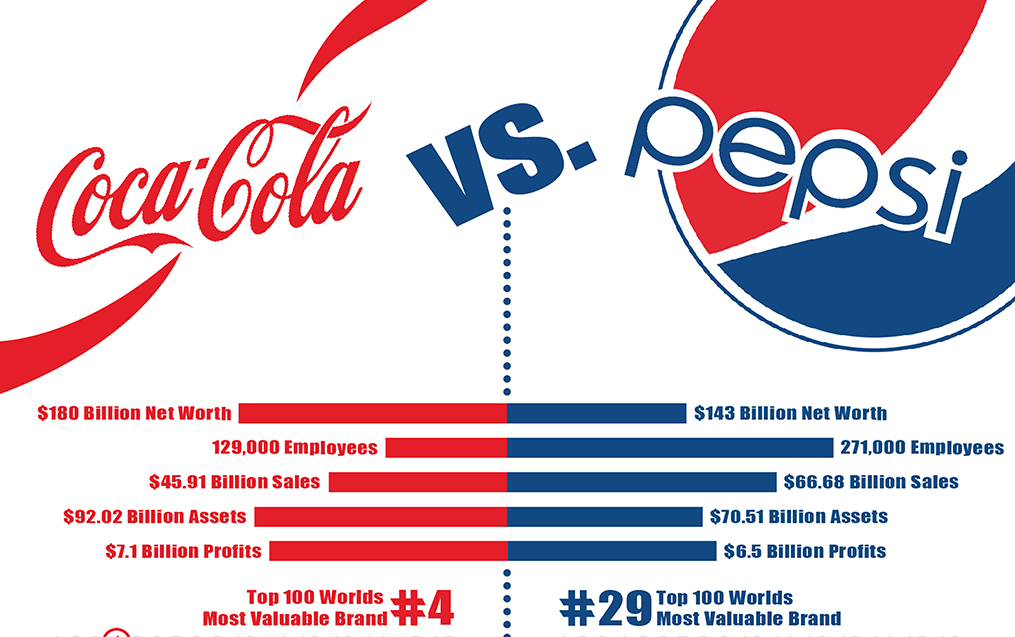 Coca-Cola
vs.
pepsi
$180 Billion Net Worth
$143 Billion Net Worth
129,000 Employees
271,000 Employees
$45.91 Billion Sales
$66.68 Billion Sales
$92.02 Billion Assets
$70.51 Billion Assets
$7.1 Billion Profits
$6.5 Billion Profits
Top 100 Worlds
Most Valuable Brand
#4
#29
Top 100 Worlds
Most Valuable Brand